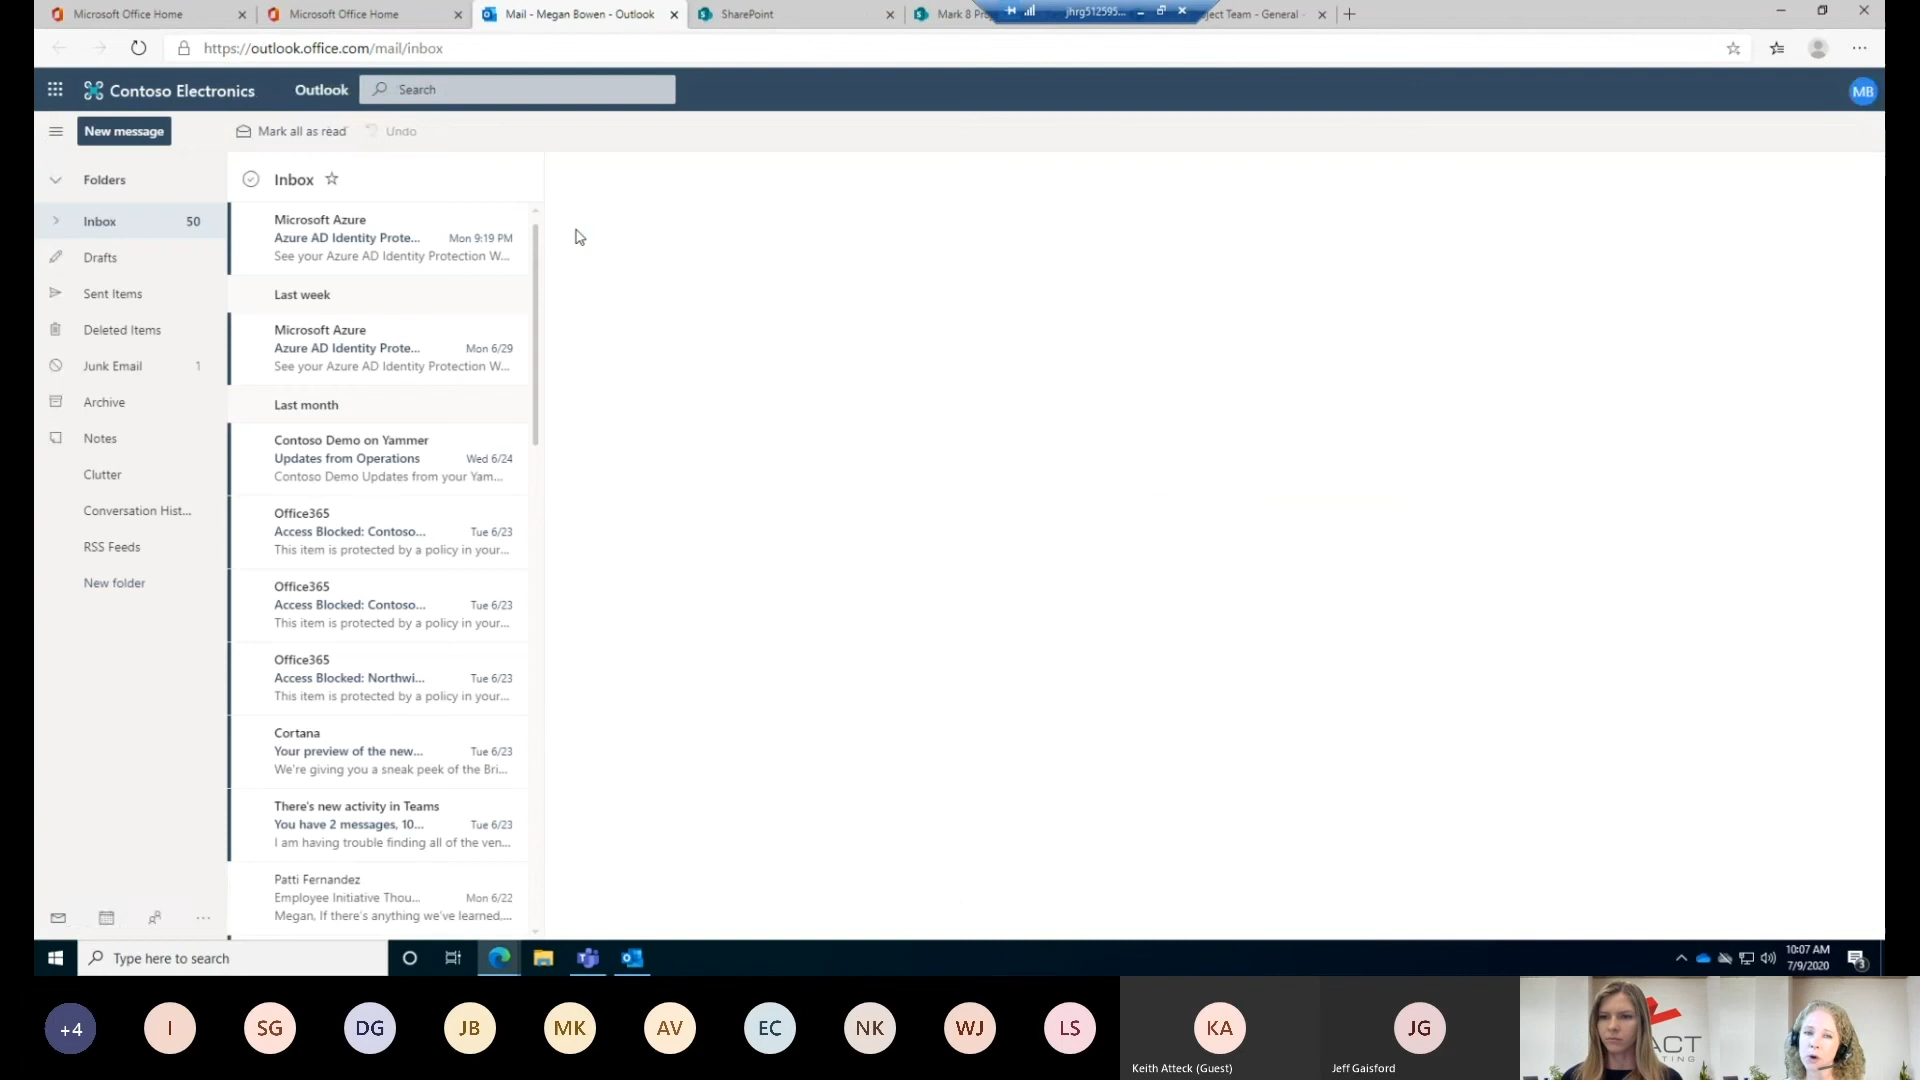 Microsoft Office Home
Microsoft Office Home
Mail - Megan Bowen - Outlook
SharePoint
Mark 8 Pro
jhrg512595...
ject Team - General -
https://outlook.office.com/mail/inbox
Contoso Electronics
Outlook
Search
MB
New message
Mark all as read
Undo
Folders
Inbox 50
Drafts
Sent Items
Deleted Items
Junk Email 1
Archive
Notes
Clutter
Conversation Hist...
RSS Feeds
New folder
Inbox
Microsoft Azure
Azure AD Identity Prote... Mon 9:19 PM
See your Azure AD Identity Protection W...
Last week
Microsoft Azure
Azure AD Identity Prote... Mon 6/29
See your Azure AD Identity Protection W...
Last month
Contoso Demo on Yammer
Updates from Operations Wed 6/24
Contoso Demo Updates from your Yam...
Office365
Access Blocked: Contoso... Tue 6/23
This item is protected by a policy in your...
Office365
Access Blocked: Contoso... Tue 6/23
This item is protected by a policy in your...
Office365
Access Blocked: Northwi... Tue 6/23
This item is protected by a policy in your...
Cortana
Your preview of the new... Tue 6/23
We're giving you a sneak peek of the Bri...
There's new activity in Teams
You have 2 messages, 10... Tue 6/23
I am having trouble finding all of the ven...
Patti Fernandez
Employee Initiative Thou... Mon 6/22
Megan, If there's anything we've learned,...
Type here to search
10:07 AM
7/9/2020
3
+4
I
SG
DG
JB
MK
AV
EC
NK
WJ
LS
KA
Keith Atteck (Guest)
JG
Jeff Gaisford
ACT
TING